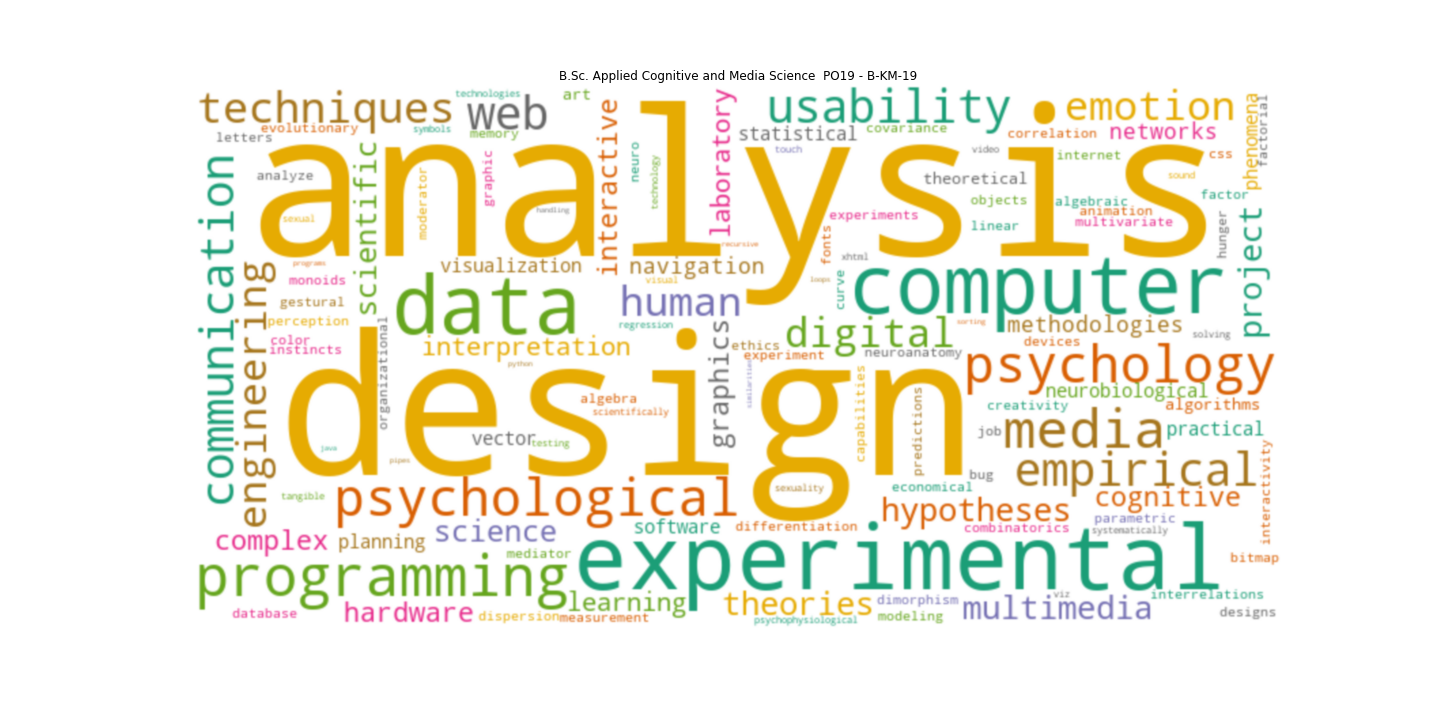 B.Sc. Applied Cognitive and Media Science  PO19 - B-KM-19
techniques
technologies
web
art
usability
emotion
evolutionary
symbols
memory
letters
statistical
covariance
correlation
networks
phenomena
factorial
communication
analysis
scientific
interactive
neuro
technology
laboratory
touch
video
internet
css
analyze
graphic
moderator
theoretical
sound
sexual
handling
objects
algebraic
factor
experiments
animation
multivariate
linear
fonts
recursive
hunger
project
engineering
programs
visualization
navigation
xhtml
monoids
visual
loops
curve
computer
gestural
data
human
perception
regression
digital
sorting
methodologies
solving
color
instincts
organizational
interpretation
graphics
ethics
experiment
neuroanatomy
devices
psychology
python
similarities
design
capabilities
predictions
neurobiological
algebra
scientifically
creativity
algorithms
vector
testing
job
media
practical
java
pipes
bug
empirical
interactivity
tangible
psychological
sexuality
economical
cognitive
hypotheses
parametric
science
software
differentiation
combinatorics
systematically
complex
planning
mediator
experimental
bitmap
programming
learning
theories
dimorphism
viz
interrelations
database
hardware
dispersion
measurement
psychophysiological
modeling
multimedia
designs